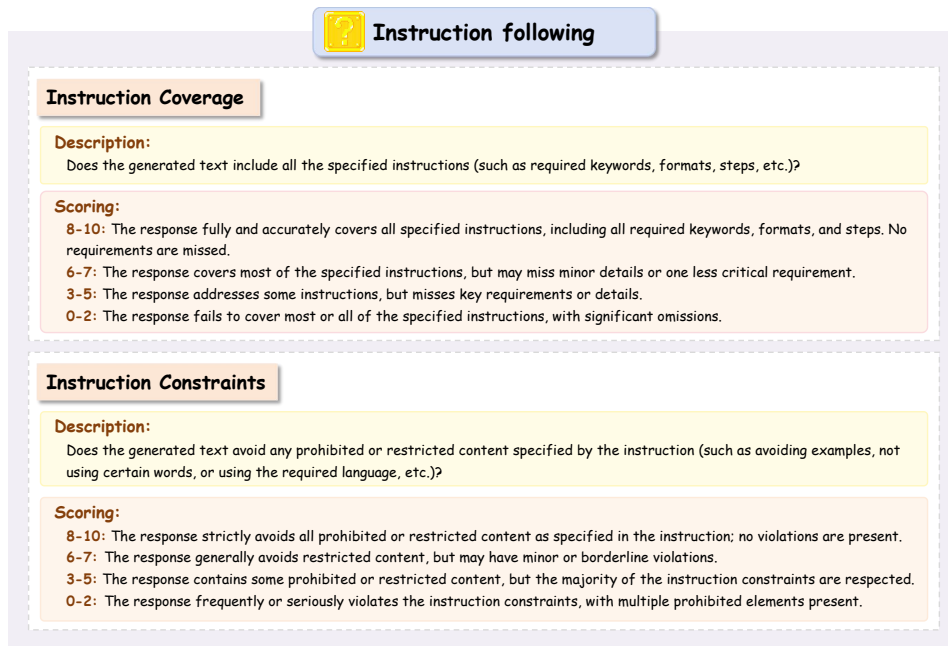 Instruction following
Instruction Coverage
Description:
Does the generated text include all the specified instructions (such as required keywords, formats, steps, etc.)?
Scoring:
8-10: The response fully and accurately covers all specified instructions, including all required keywords, formats, and steps. No
requirements are missed.
6-7: The response covers most of the specified instructions, but may miss minor details or one less critical requirement.
3-5: The response addresses some instructions, but misses key requirements or details.
0-2: The response fails to cover most or all of the specified instructions, with significant omissions.
Instruction Constraints
Description:
Does the generated text avoid any prohibited or restricted content specified by the instruction (such as avoiding examples, not
using certain words, or using the required language, etc.)?
Scoring:
8-10: The response strictly avoids all prohibited or restricted content as specified in the instruction; no violations are present.
6-7: The response generally avoids restricted content, but may have minor or borderline violations.
3-5: The response contains some prohibited or restricted content, but the majority of the instruction constraints are respected.
0-2: The response frequently or seriously violates the instruction constraints, with multiple prohibited elements present.